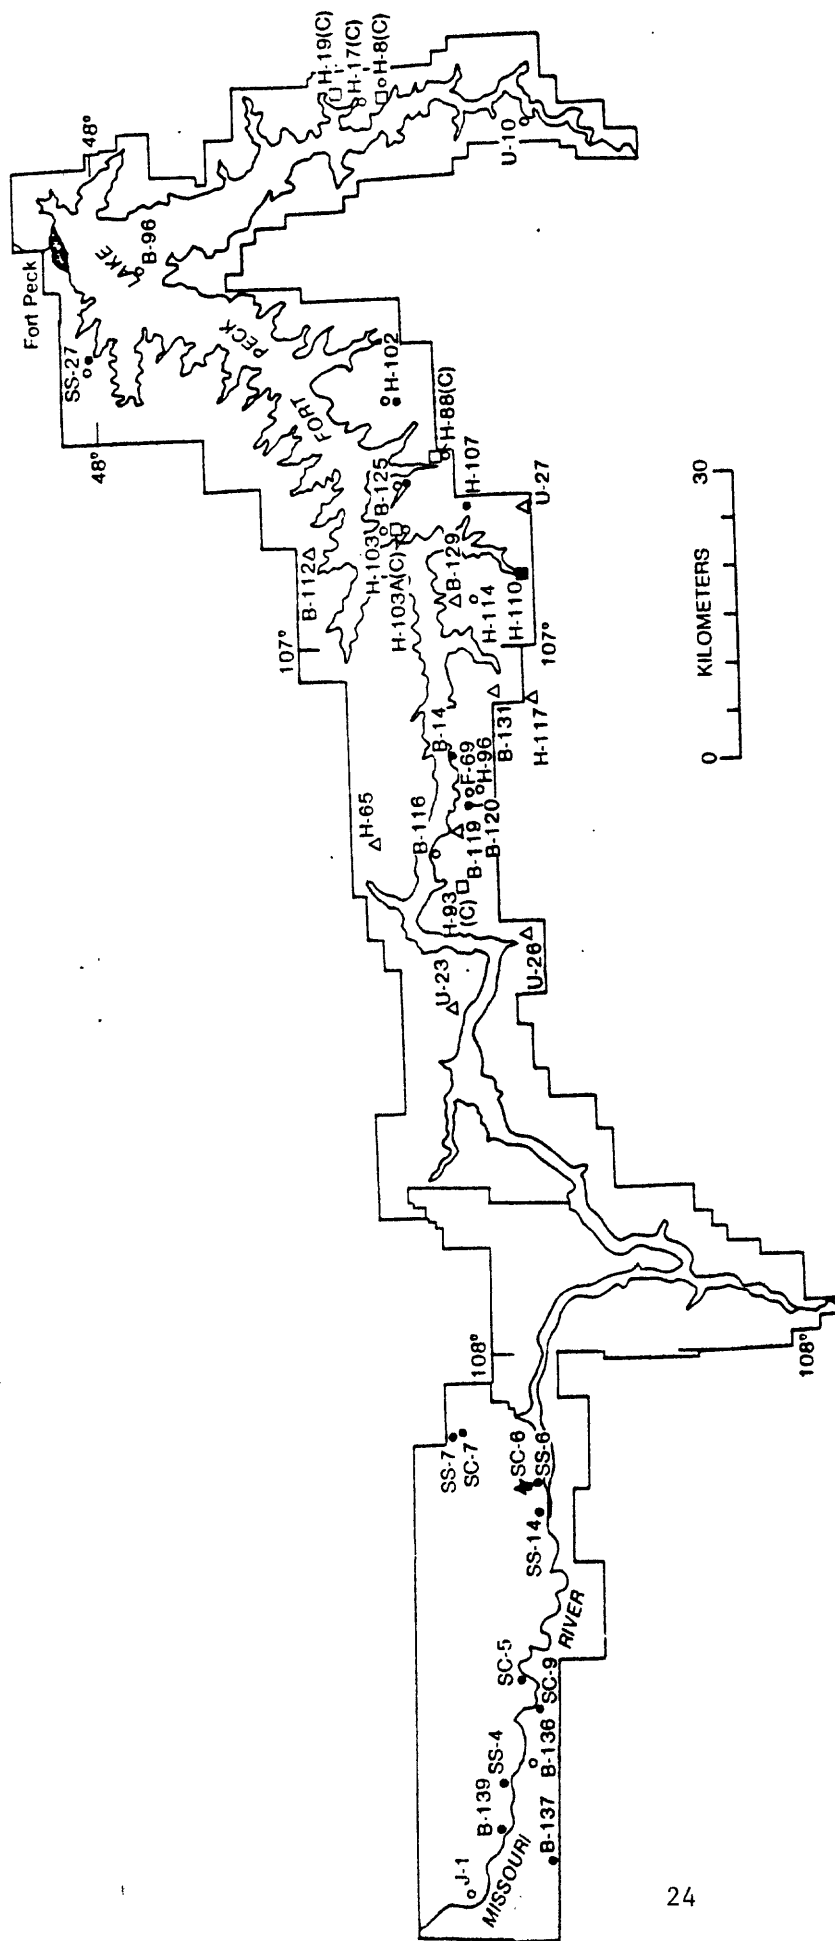 Fort Peck
48°
48°
SS-27
B-96
LAKE
PECK
FORT
H-19(C)
H-17(C)
H-8(C)
U-10
H-102
H-88(C)
B-125
H-107
U-27
H-103
H-103A(C)
B-112
B-129
H-114
H-110
107°
107°
B-14
B-131
H-117
F-69
H-96
H-65
B-116
B-119
B-120
H-93
(C)
U-23
U-26
0
30
KILOMETERS
108°
108°
SS-7
SC-7
SC-6
SS-6
SS-14
SC-5
SC-9
RIVER
B-139
SS-4
B-136
B-137
J-1
MISSOURI
24